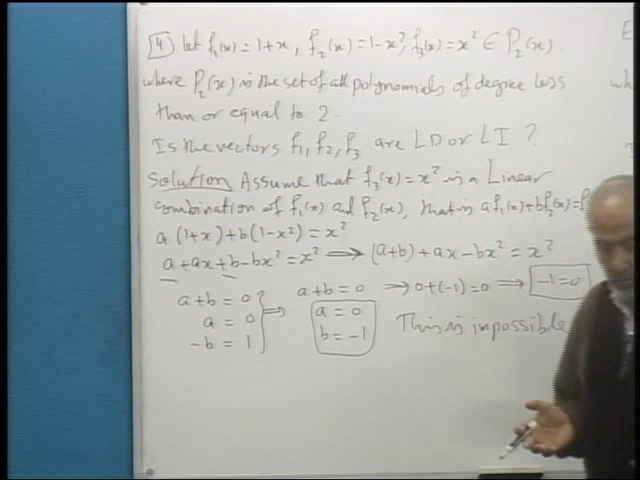 4 let f₁(x)=1+x, f₂(x)=1-x², f₃(x)=x² ∈ P₂(x).
where P₂(x) is the set of all polynomials of degree less
than or equal to 2.
Is the vectors f₁, f₂, f₃ are LD or LI ?
Solution Assume that f₃(x)=x² is a Linear
combination of f₁(x) and f₂(x), that is a f₁(x)+b f₂(x)=f
a(1+x)+b(1-x²)=x²
a+ax+b-bx²=x² ⟹ (a+b)+ax-bx²=x²
a+b=0
a=0
-b=1
⟹ a+b=0 ⟶ 0+(-1)=0 ⟶ -1=0
a=0
b=-1
This is impossible